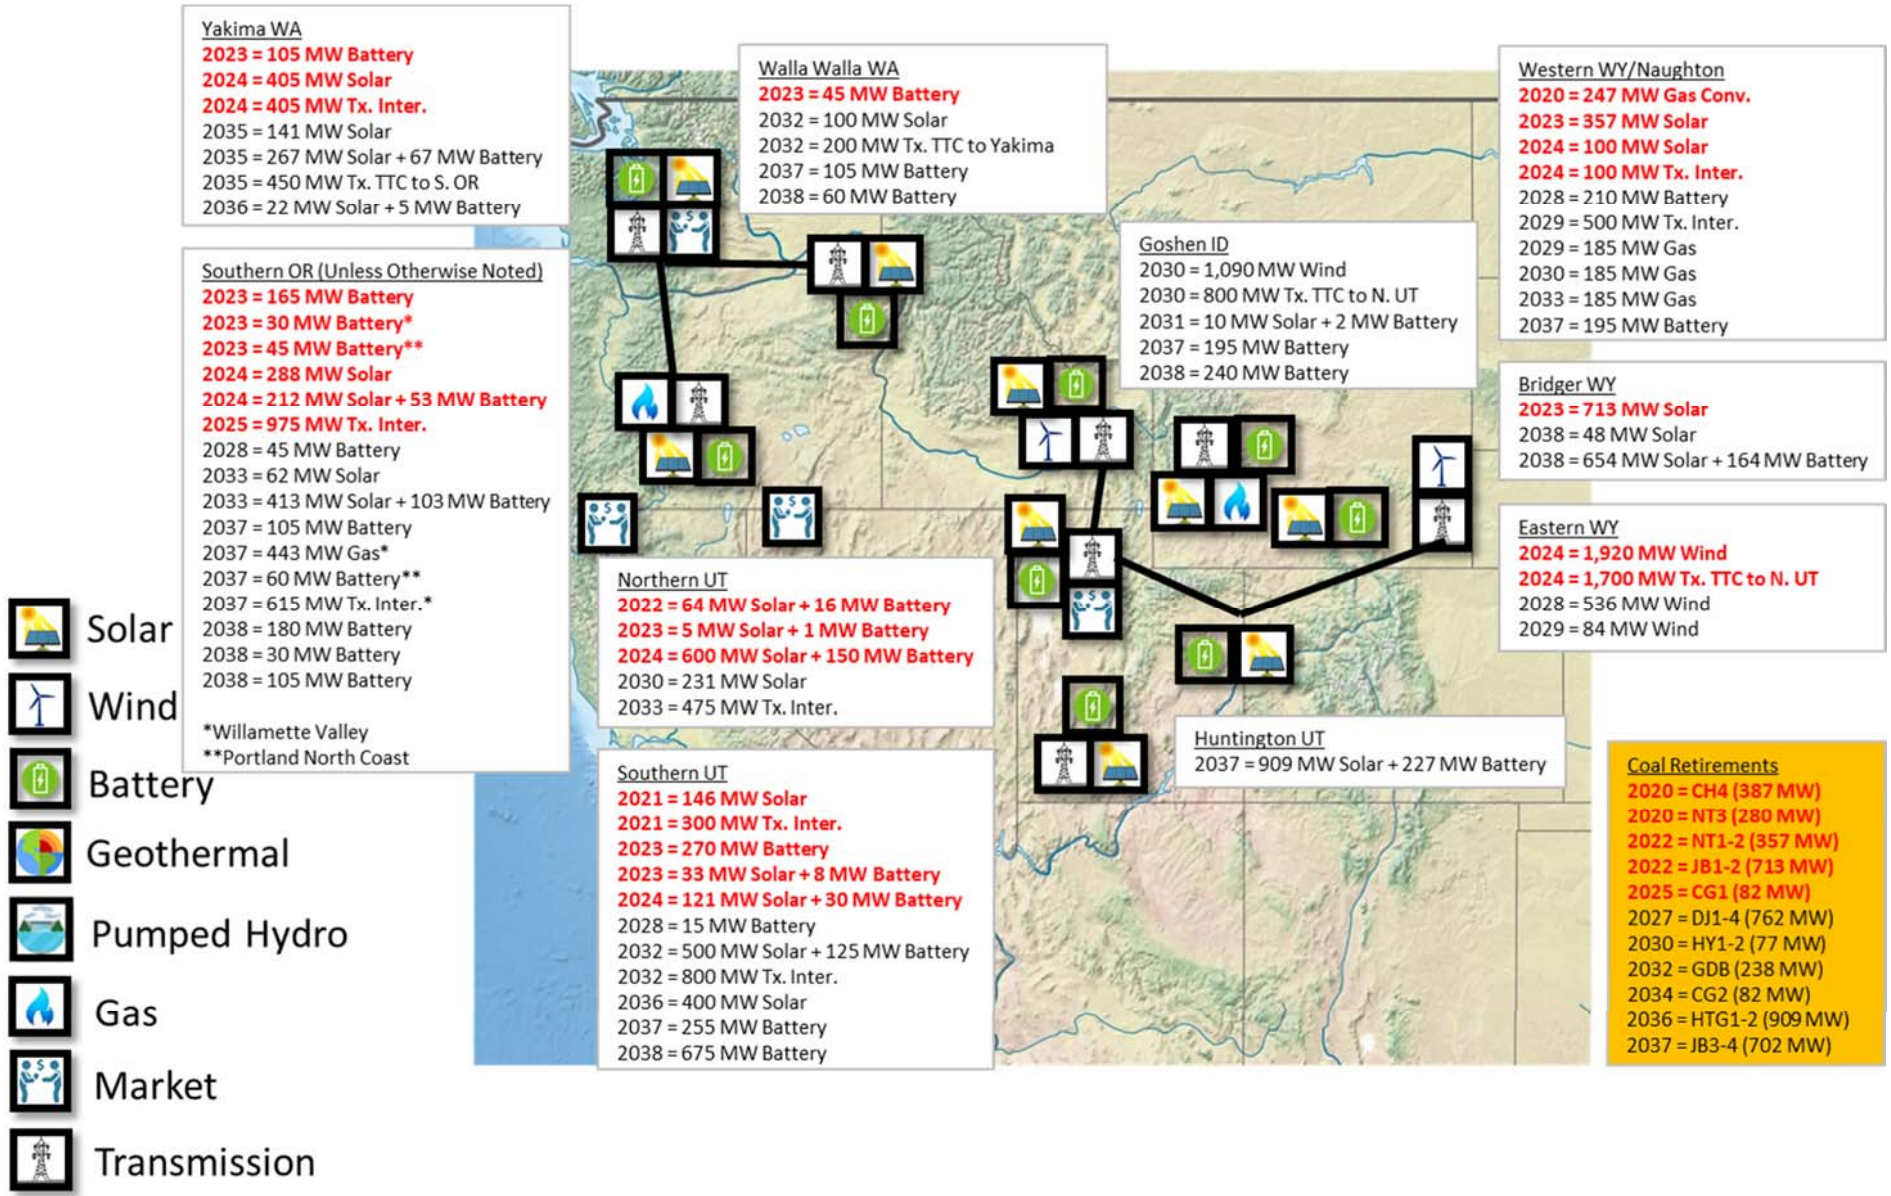 Yakima WA
2023 = 105 MW Battery
2024 = 405 MW Solar
2024 = 405 MW Tx. Inter.
2035 = 141 MW Solar
2035 = 267 MW Solar + 67 MW Battery
2035 = 450 MW Tx. TTC to S. OR
2036 = 22 MW Solar + 5 MW Battery
Walla Walla WA
2023 = 45 MW Battery
2032 = 100 MW Solar
2032 = 200 MW Tx. TTC to Yakima
2037 = 105 MW Battery
2038 = 60 MW Battery
Western WY/Naughton
2020 = 247 MW Gas Conv.
2023 = 357 MW Solar
2024 = 100 MW Solar
2024 = 100 MW Tx. Inter.
2028 = 210 MW Battery
2029 = 500 MW Tx. Inter.
2029 = 185 MW Gas
2030 = 185 MW Gas
2033 = 185 MW Gas
2037 = 195 MW Battery
Southern OR (Unless Otherwise Noted)
2023 = 165 MW Battery
2023 = 30 MW Battery*
2023 = 45 MW Battery**
2024 = 288 MW Solar
2024 = 212 MW Solar + 53 MW Battery
2025 = 975 MW Tx. Inter.
2028 = 45 MW Battery
2033 = 62 MW Solar
2033 = 413 MW Solar + 103 MW Battery
2037 = 105 MW Battery
2037 = 443 MW Gas*
2037 = 60 MW Battery**
2037 = 615 MW Tx. Inter.*
2038 = 180 MW Battery
2038 = 30 MW Battery
2038 = 105 MW Battery
*Willamette Valley
**Portland North Coast
Goshen ID
2030 = 1,090 MW Wind
2030 = 800 MW Tx. TTC to N. UT
2031 = 10 MW Solar + 2 MW Battery
2037 = 195 MW Battery
2038 = 240 MW Battery
Bridger WY
2023 = 713 MW Solar
2038 = 48 MW Solar
2038 = 654 MW Solar + 164 MW Battery
Eastern WY
2024 = 1,920 MW Wind
2024 = 1,700 MW Tx. TTC to N. UT
2028 = 536 MW Wind
2029 = 84 MW Wind
Northern UT
2022 = 64 MW Solar + 16 MW Battery
2023 = 5 MW Solar + 1 MW Battery
2024 = 600 MW Solar + 150 MW Battery
2030 = 231 MW Solar
2033 = 475 MW Tx. Inter.
Southern UT
2021 = 146 MW Solar
2021 = 300 MW Tx. Inter.
2023 = 270 MW Battery
2023 = 33 MW Solar + 8 MW Battery
2024 = 121 MW Solar + 30 MW Battery
2028 = 15 MW Battery
2032 = 500 MW Solar + 125 MW Battery
2032 = 800 MW Tx. Inter.
2036 = 400 MW Solar
2037 = 255 MW Battery
2038 = 675 MW Battery
Huntington UT
2037 = 909 MW Solar + 227 MW Battery
Coal Retirements
2020 = CH4 (387 MW)
2020 = NT3 (280 MW)
2022 = NT1-2 (357 MW)
2022 = JB1-2 (713 MW)
2025 = CG1 (82 MW)
2027 = DJ1-4 (762 MW)
2030 = HY1-2 (77 MW)
2032 = GDB (238 MW)
2034 = CG2 (82 MW)
2036 = HTG1-2 (909 MW)
2037 = JB3-4 (702 MW)
Solar
Wind
Battery
Geothermal
Pumped Hydro
Gas
Market
Transmission